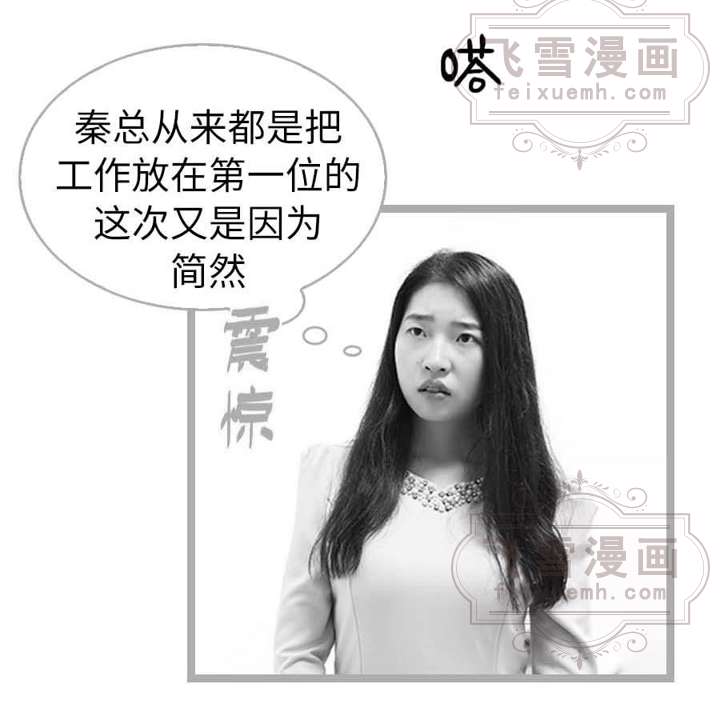 嗒
飞雪漫画
feixuemh.com
秦总从来都是把
工作放在第一位的
这次又是因为
简然
震惊
飞雪漫画
feixuemh.com